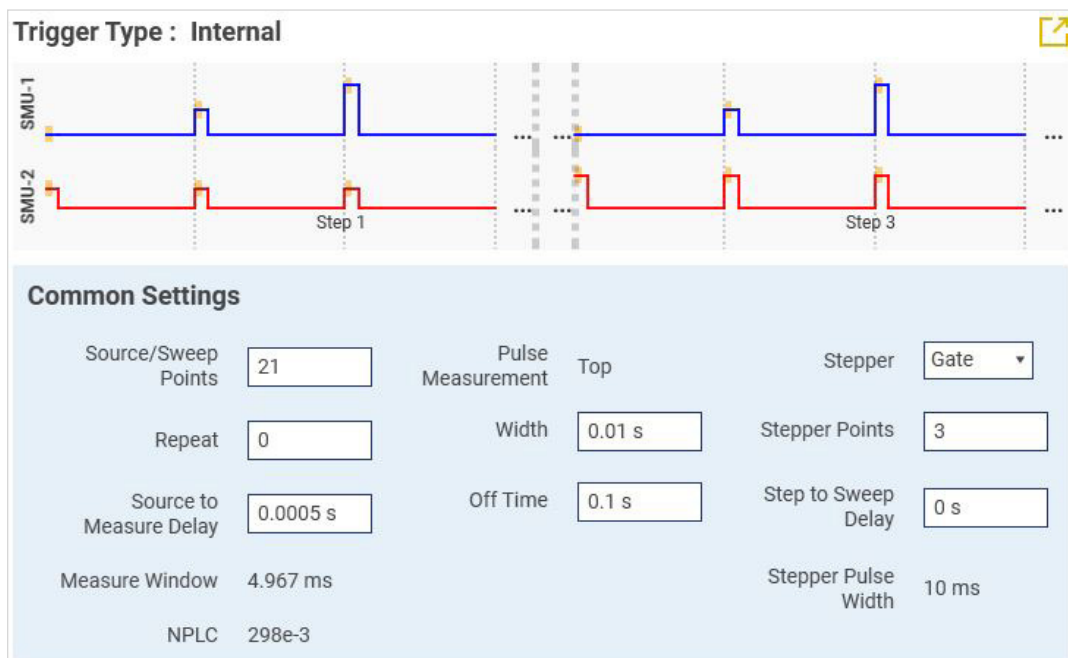 Trigger Type : Internal
SMU-1
... ... ...
SMU-2
... ... ...
Step 1
Step 3
Common Settings
Source/Sweep
Points
21
Pulse
Measurement
Top
Stepper
Gate
Repeat
0
Width
0.01 s
Stepper Points
3
Source to
Measure Delay
0.0005 s
Off Time
0.1 s
Step to Sweep
Delay
0 s
Measure Window
4.967 ms
Stepper Pulse
Width
10 ms
NPLC
298e-3